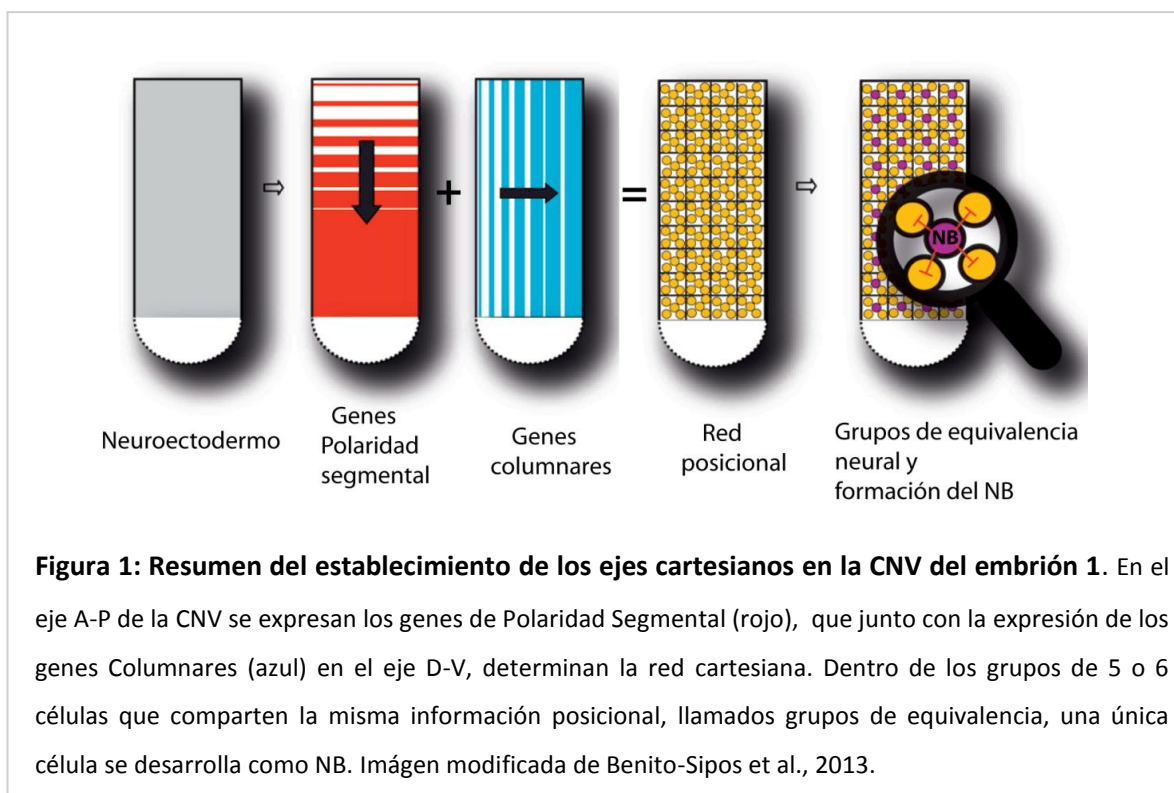 +
=
NB
Neuroectodermo
Genes
Polaridad
segmental
Genes
columnares
Red
posicional
Grupos de equivalencia
neural y
formación del NB
Figura 1: Resumen del establecimiento de los ejes cartesianos en la CNV del embrión 1. En el
eje A-P de la CNV se expresan los genes de Polaridad Segmental (rojo), que junto con la expresión de los
genes Columnares (azul) en el eje D-V, determinan la red cartesiana. Dentro de los grupos de 5 o 6
células que comparten la misma información posicional, llamados grupos de equivalencia, una única
célula se desarrolla como NB. Imágen modificada de Benito-Sipos et al., 2013.